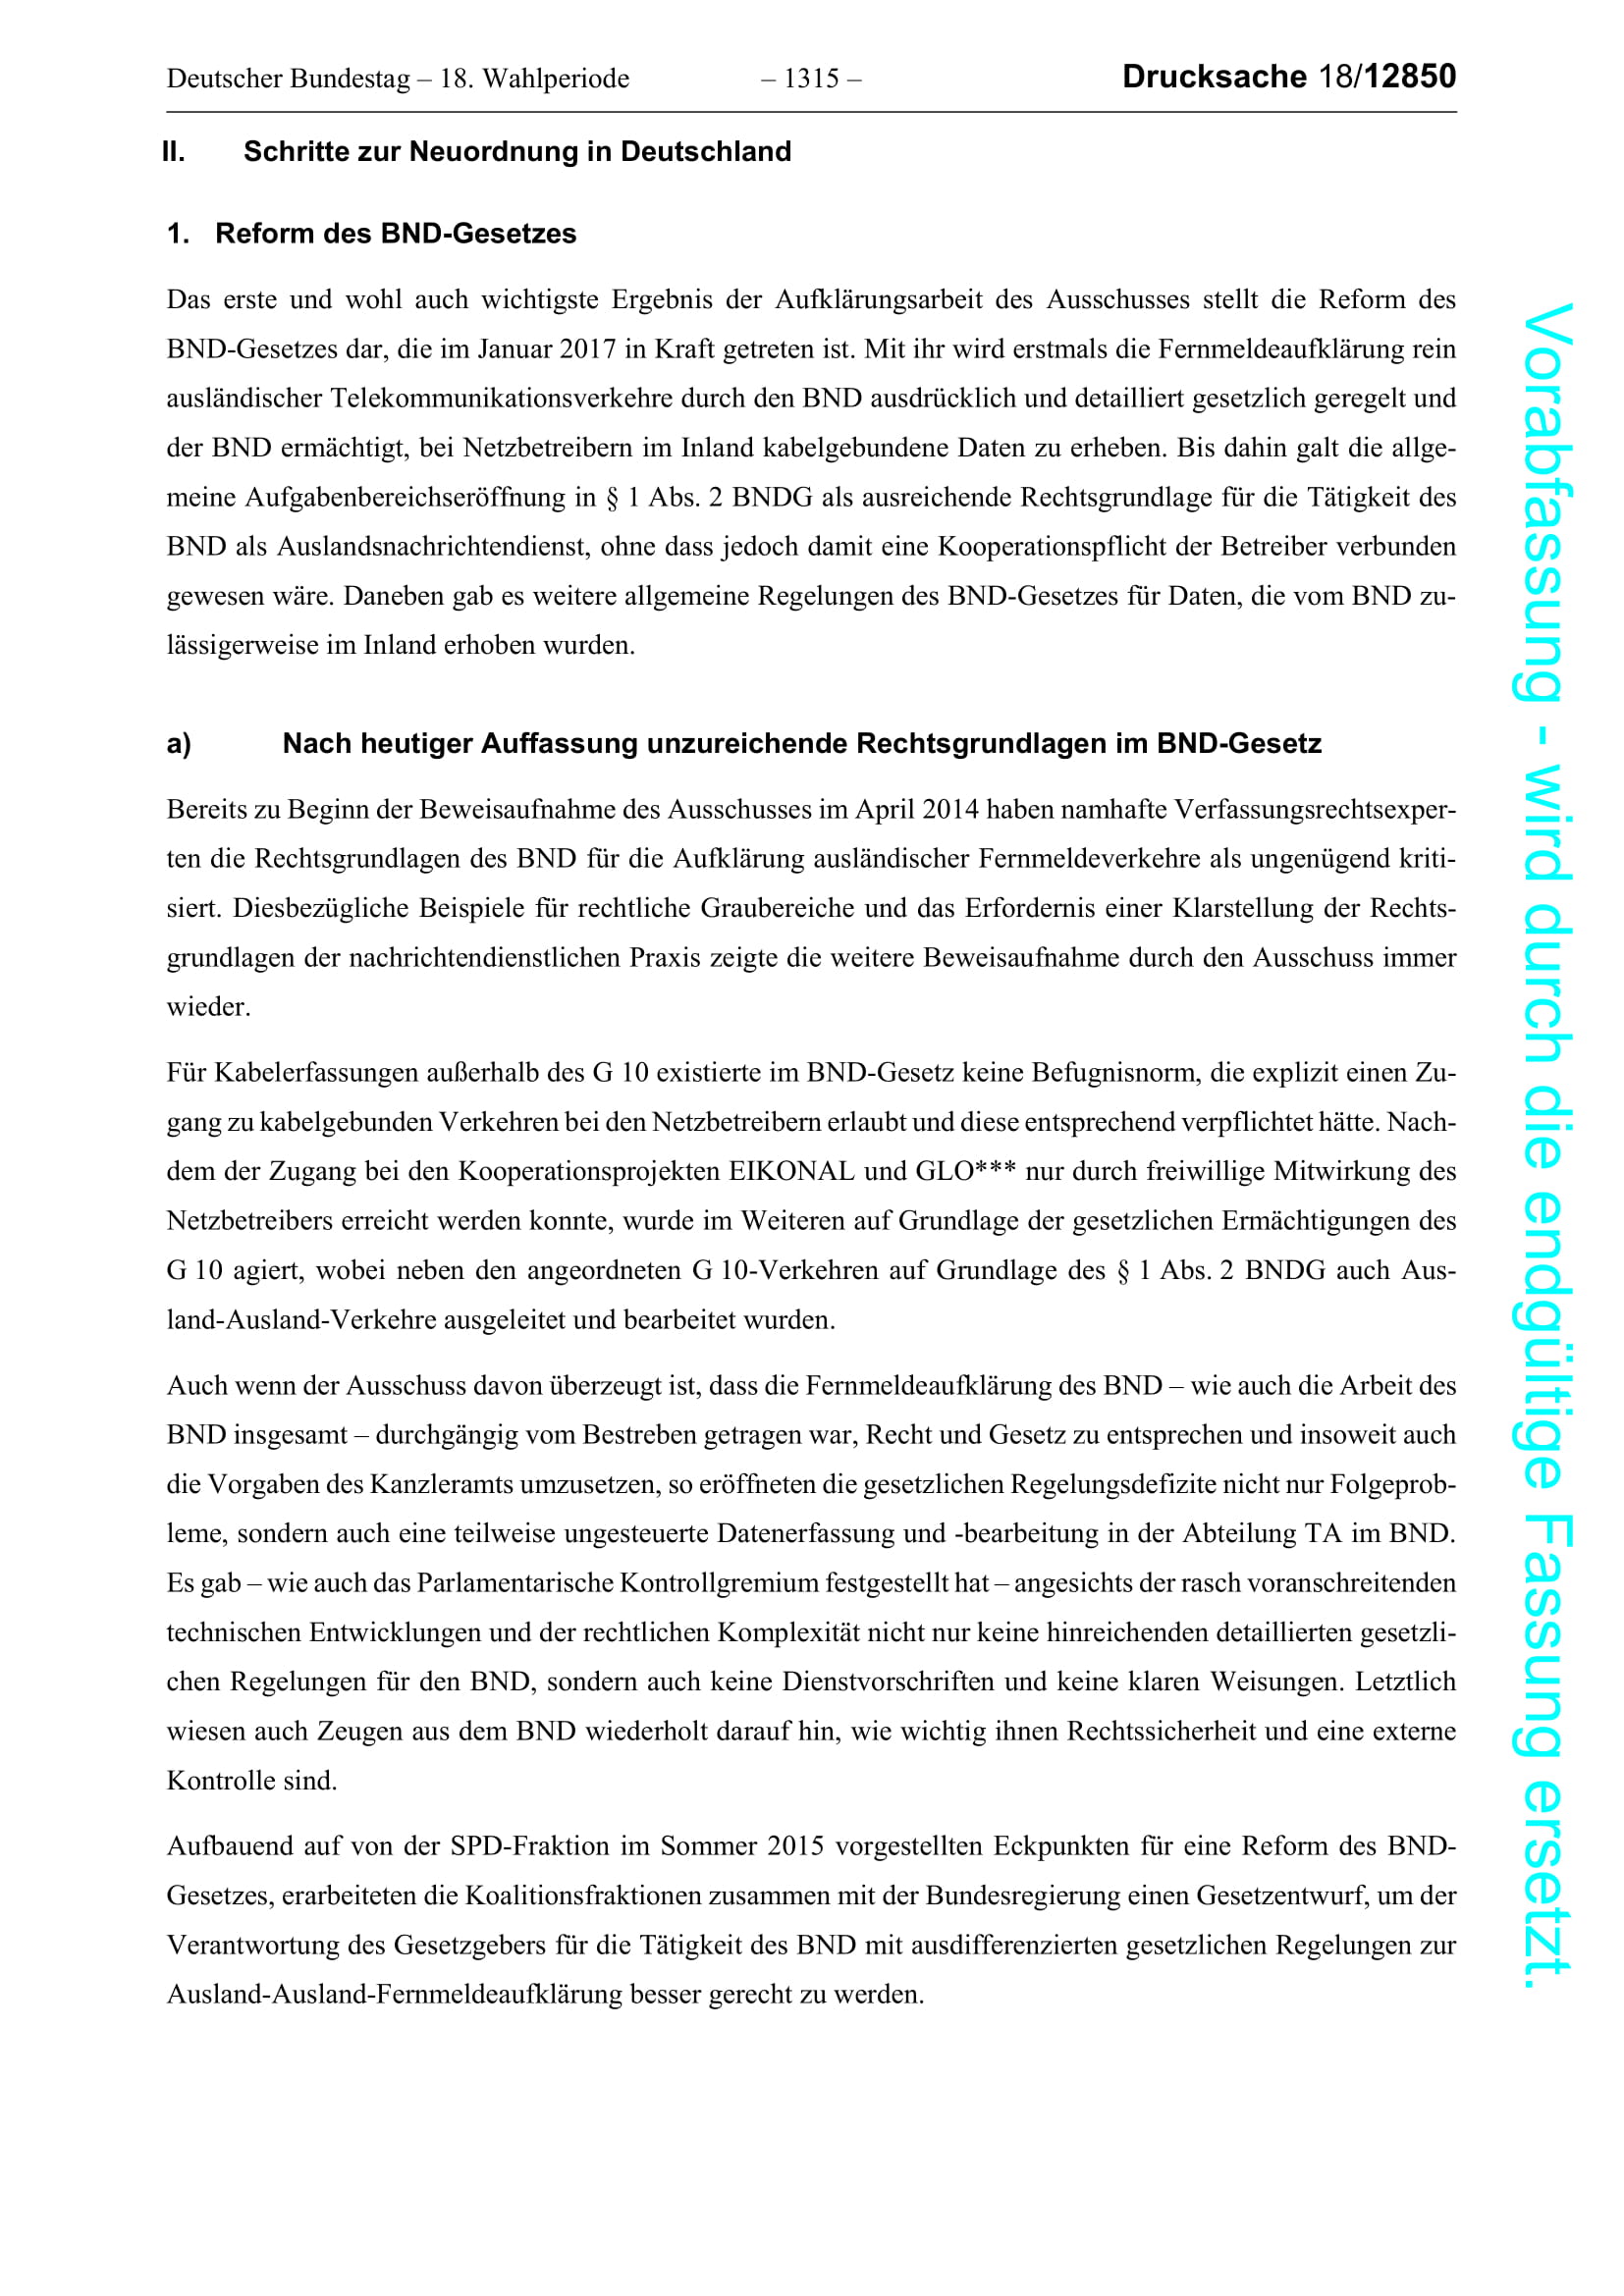 Deutscher Bundestag – 18. Wahlperiode – 1315 – Drucksache 18/12850
II. Schritte zur Neuordnung in Deutschland
1. Reform des BND-Gesetzes
Das erste und wohl auch wichtigste Ergebnis der Aufklärungsarbeit des Ausschusses stellt die Reform des
BND-Gesetzes dar, die im Januar 2017 in Kraft getreten ist. Mit ihr wird erstmals die Fernmeldeaufklärung rein
ausländischer Telekommunikationsverkehre durch den BND ausdrücklich und detailliert gesetzlich geregelt und
der BND ermächtigt, bei Netzbetreibern im Inland kabelgebundene Daten zu erheben. Bis dahin galt die allge-
meine Aufgabenbereichseröffnung in § 1 Abs. 2 BNDG als ausreichende Rechtsgrundlage für die Tätigkeit des
BND als Auslandsnachrichtendienst, ohne dass jedoch damit eine Kooperationspflicht der Betreiber verbunden
gewesen wäre. Daneben gab es weitere allgemeine Regelungen des BND-Gesetzes für Daten, die vom BND zu-
lässigerweise im Inland erhoben wurden.
a) Nach heutiger Auffassung unzureichende Rechtsgrundlagen im BND-Gesetz
Bereits zu Beginn der Beweisaufnahme des Ausschusses im April 2014 haben namhafte Verfassungsrechtsexper-
ten die Rechtsgrundlagen des BND für die Aufklärung ausländischer Fernmeldeverkehre als ungenügend kriti-
siert. Diesbezügliche Beispiele für rechtliche Graubereiche und das Erfordernis einer Klarstellung der Rechts-
grundlagen der nachrichtendienstlichen Praxis zeigte die weitere Beweisaufnahme durch den Ausschuss immer
wieder.
Für Kabelerfassungen außerhalb des G 10 existierte im BND-Gesetz keine Befugnisnorm, die explizit einen Zu-
gang zu kabelgebunden Verkehren bei den Netzbetreibern erlaubt und diese entsprechend verpflichtet hätte. Nach-
dem der Zugang bei den Kooperationsprojekten EIKONAL und GLO*** nur durch freiwillige Mitwirkung des
Netzbetreibers erreicht werden konnte, wurde im Weiteren auf Grundlage der gesetzlichen Ermächtigungen des
G 10 agiert, wobei neben den angeordneten G 10-Verkehren auf Grundlage des § 1 Abs. 2 BNDG auch Aus-
land-Ausland-Verkehre ausgeleitet und bearbeitet wurden.
Auch wenn der Ausschuss davon überzeugt ist, dass die Fernmeldeaufklärung des BND – wie auch die Arbeit des
BND insgesamt – durchgängig vom Bestreben getragen war, Recht und Gesetz zu entsprechen und insoweit auch
die Vorgaben des Kanzleramts umzusetzen, so eröffneten die gesetzlichen Regelungsdefizite nicht nur Folgeprob-
leme, sondern auch eine teilweise ungesteuerte Datenerfassung und -bearbeitung in der Abteilung TA im BND.
Es gab – wie auch das Parlamentarische Kontrollgremium festgestellt hat – angesichts der rasch voranschreitenden
technischen Entwicklungen und der rechtlichen Komplexität nicht nur keine hinreichenden detaillierten gesetzli-
chen Regelungen für den BND, sondern auch keine Dienstvorschriften und keine klaren Weisungen. Letztlich
wiesen auch Zeugen aus dem BND wiederholt darauf hin, wie wichtig ihnen Rechtssicherheit und eine externe
Kontrolle sind.
Aufbauend auf von der SPD-Fraktion im Sommer 2015 vorgestellten Eckpunkten für eine Reform des BND-
Gesetzes, erarbeiteten die Koalitionsfraktionen zusammen mit der Bundesregierung einen Gesetzentwurf, um der
Verantwortung des Gesetzgebers für die Tätigkeit des BND mit ausdifferenzierten gesetzlichen Regelungen zur
Ausland-Ausland-Fernmeldeaufklärung besser gerecht zu werden.
Vorabfassung - wird durch die endgültige Fassung ersetzt.